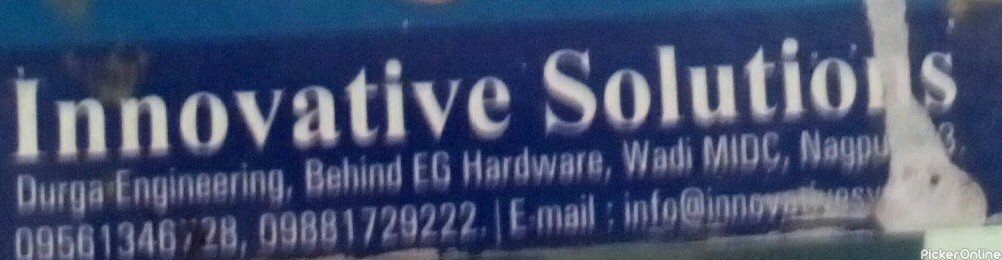 Innovative Solutions
Durga Engineering, Behind EG Hardware, Wadi MIDC,
09881729222. | E-mail :
PickerOnline